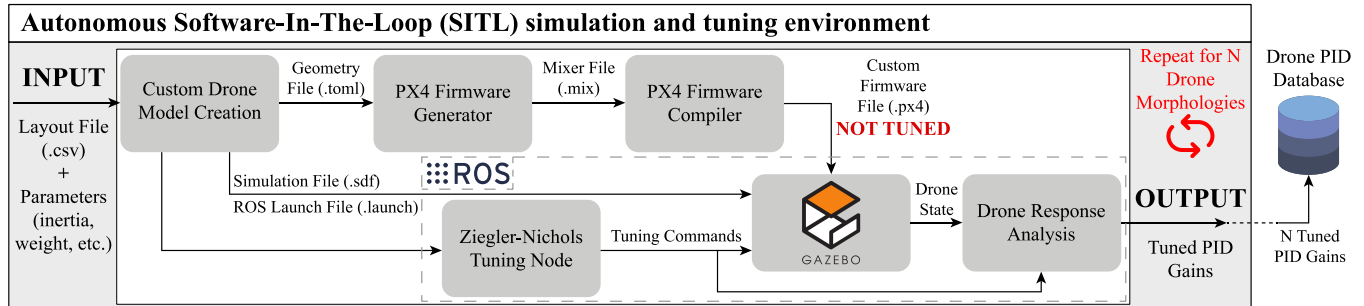 Autonomous Software-In-The-Loop (SITL) simulation and tuning environment
INPUT
Layout File
(.csv)
+
Parameters
(inertia,
weight, etc.)
Custom Drone
Model Creation
Geometry
File (.toml)
PX4 Firmware
Generator
Mixer File
(.mix)
PX4 Firmware
Compiler
Custom
Firmware
File (.px4)
NOT TUNED
Simulation File (.sdf)
ROS Launch File (.launch)
ROS
Ziegler-Nichols
Tuning Node
Tuning Commands
GAZEBO
Drone
State
Drone Response
Analysis
Repeat for N
Drone
Morphologies
OUTPUT
Tuned PID
Gains
Drone PID
Database
N Tuned
PID Gains